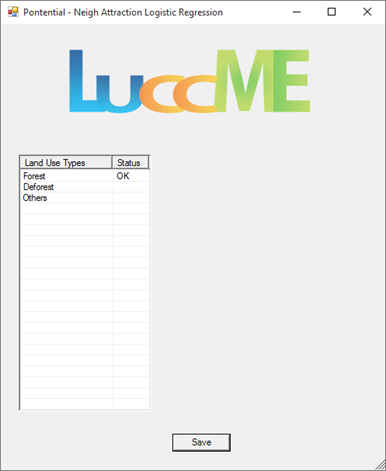 Pontential - Neigh Attraction Logistic Regression
LuccME
Land Use Types Status
Forest OK
Deforest
Others
Save